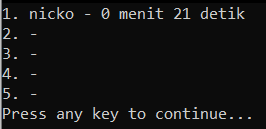 1. nicko - 0 menit 21 detik
2. -
3. -
4. -
5. -
Press any key to continue...